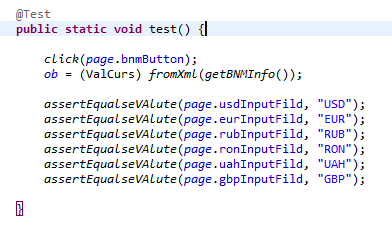 @Test
public static void test() {
click(page.bnmButton);
ob = (ValCurs) fromXml(getBNMInfo());
assertEqualseVAlute(page.usdInputFild, "USD");
assertEqualseVAlute(page.eurInputFild, "EUR");
assertEqualseVAlute(page.rubInputFild, "RUB");
assertEqualseVAlute(page.ronInputFild, "RON");
assertEqualseVAlute(page.uahInputFild, "UAH");
assertEqualseVAlute(page.gbpInputFild, "GBP");
}